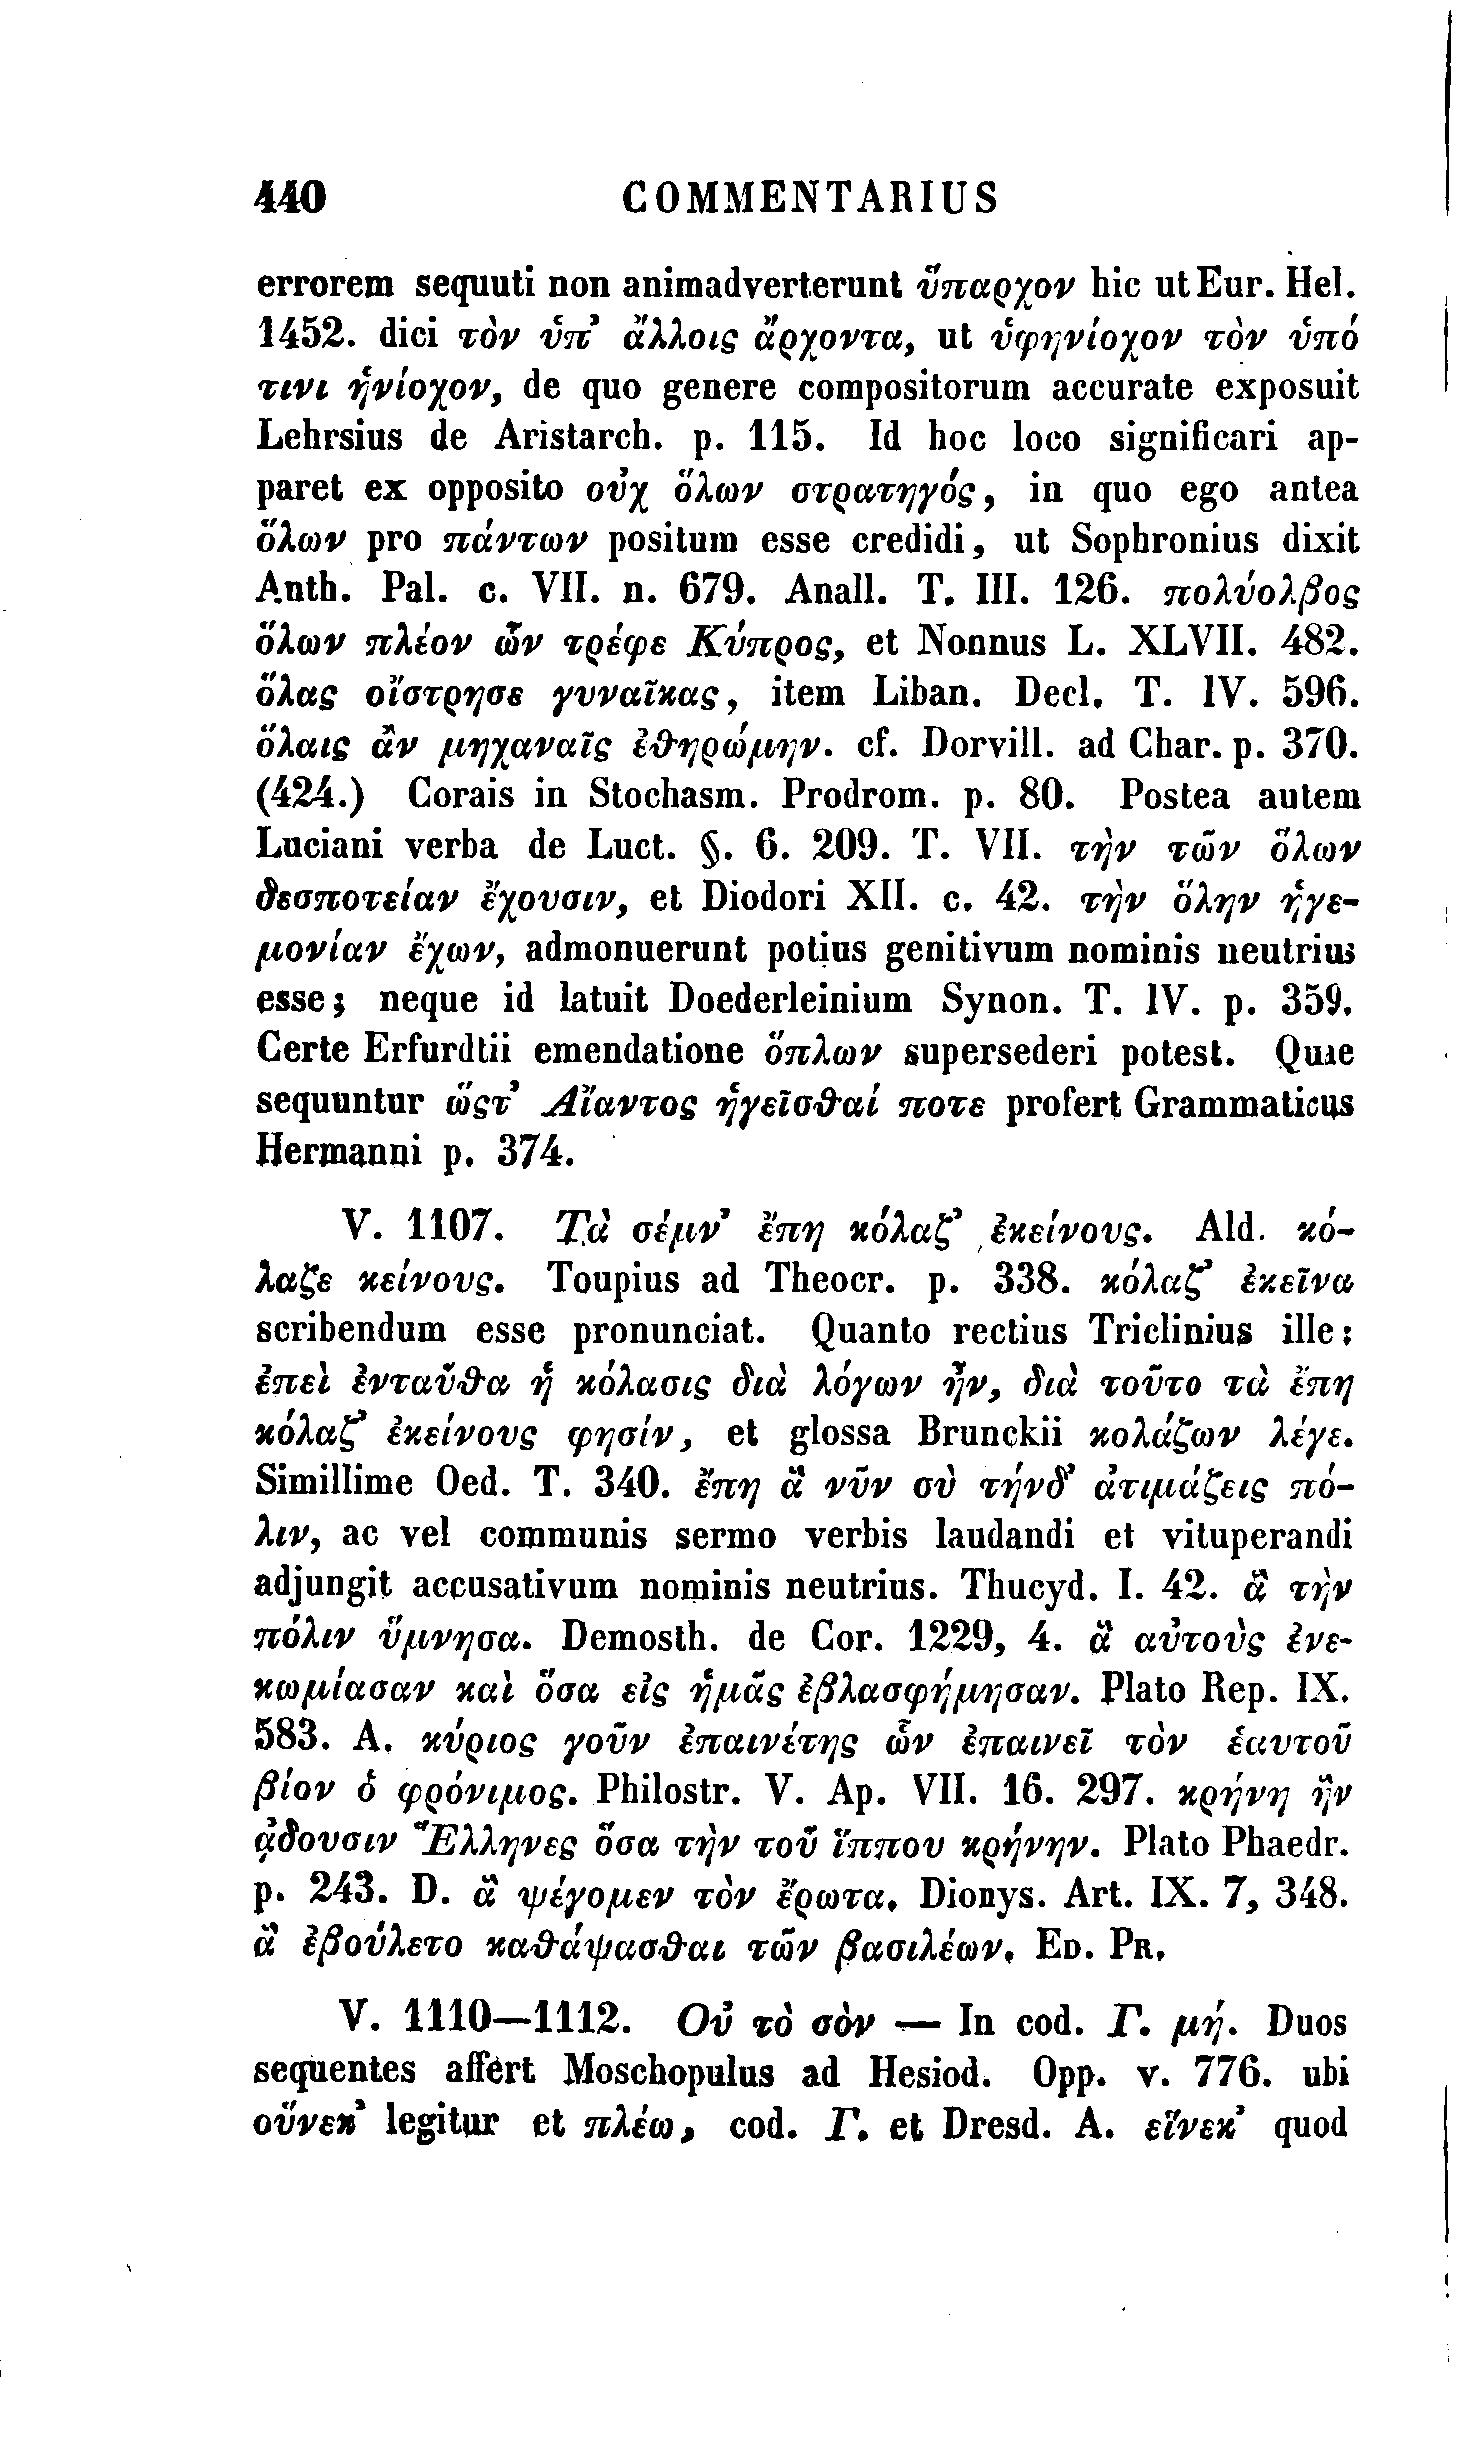 440 COMMENTARIUS
errorem sequuti non animadverterunt ὕπαρχον hic ut Eur. Hel.
1452. dici τὸν ὑπ’ ἄλλοις ἄρχοντα, ut ὑφηνίοχον τὸν ὑπό
τινι ἡνίοχον, de quo genere compositorum accurate exposuit
Lehrsius de Aristarch. p. 115. Id hoc loco significari ap-
paret ex opposito οὐχ ὅλων στρατηγός, in quo ego antea
ὅλων pro πάντων positum esse credidi, ut Sophronius dixit
Anth. Pal. c. VII. n. 679. Anall. T. III. 126. πολύολβος
ὅλων πλέον ὧν τρέφε Κύπρος, et Nonnus L. XLVII. 482.
ὅλας οἴστρησε γυναῖκας, item Liban. Decl. T. IV. 596.
ὅλαις ἂν μηχαναῖς ἐθηρώμην. cf. Dorvill. ad Char. p. 370.
(424.) Corais in Stochasm. Prodrom. p. 80. Postea autem
Luciani verba de Luct. §. 6. 209. T. VII. τὴν τῶν ὅλων
δεσποτείαν ἔχουσιν, et Diodori XII. c. 42. τὴν ὅλην ἡγε-
μονίαν ἔχων, admonuerunt potius genitivum nominis neutrius
esse; neque id latuit Doederleinium Synon. T. IV. p. 359.
Certe Erfurdtii emendatione ὅπλων supersederi potest. Quae
sequuntur ὥςτ’ Αἴαντος ἡγεῖσθαί ποτε profert Grammaticus
Hermanni p. 374.
V. 1107. Τὰ σέμν’ ἔπη κόλαζ’ ἐκείνους. Ald. κό-
λαζε κείνους. Toupius ad Theocr. p. 338. κόλαζ’ ἐκεῖνα
scribendum esse pronunciat. Quanto rectius Triclinius ille:
ἐπεὶ ἐνταῦθα ἡ κόλασις διὰ λόγων ἦν, διὰ τοῦτο τὰ ἔπη
κόλαζ’ ἐκείνους φησίν, et glossa Brunckii κολάζων λέγε.
Simillime Oed. T. 340. ἔπη ἃ νῦν σὺ τήνδ’ ἀτιμάζεις πό-
λιν, ac vel communis sermo verbis laudandi et vituperandi
adjungit accusativum nominis neutrius. Thucyd. I. 42. ἃ τὴν
πόλιν ὕμνησα. Demosth. de Cor. 1229, 4. ἃ αὐτοὺς ἐνε-
κωμίασαν καὶ ὅσα εἰς ἡμᾶς ἐβλασφήμησαν. Plato Rep. IX.
583. A. κύριος γοῦν ἐπαινέτης ὢν ἐπαινεῖ τὸν ἑαυτοῦ
βίον ὁ φρόνιμος. Philostr. V. Ap. VII. 16. 297. κρήνη ἣν
ᾄδουσιν Ἕλληνες ὅσα τὴν τοῦ ἵππου κρήνην. Plato Phaedr.
p. 243. D. ἃ ψέγομεν τὸν ἔρωτα. Dionys. Art. IX. 7, 348.
ἃ ἐβούλετο καθάψασθαι τῶν βασιλέων. ED. PR.
V. 1110—1112. Οὐ τὸ σὸν — In cod. Γ. μή. Duos
sequentes affert Moschopulus ad Hesiod. Opp. v. 776. ubi
οὕνεκ’ legitur et πλέω, cod. Γ. et Dresd. A. εἵνεκ’ quod